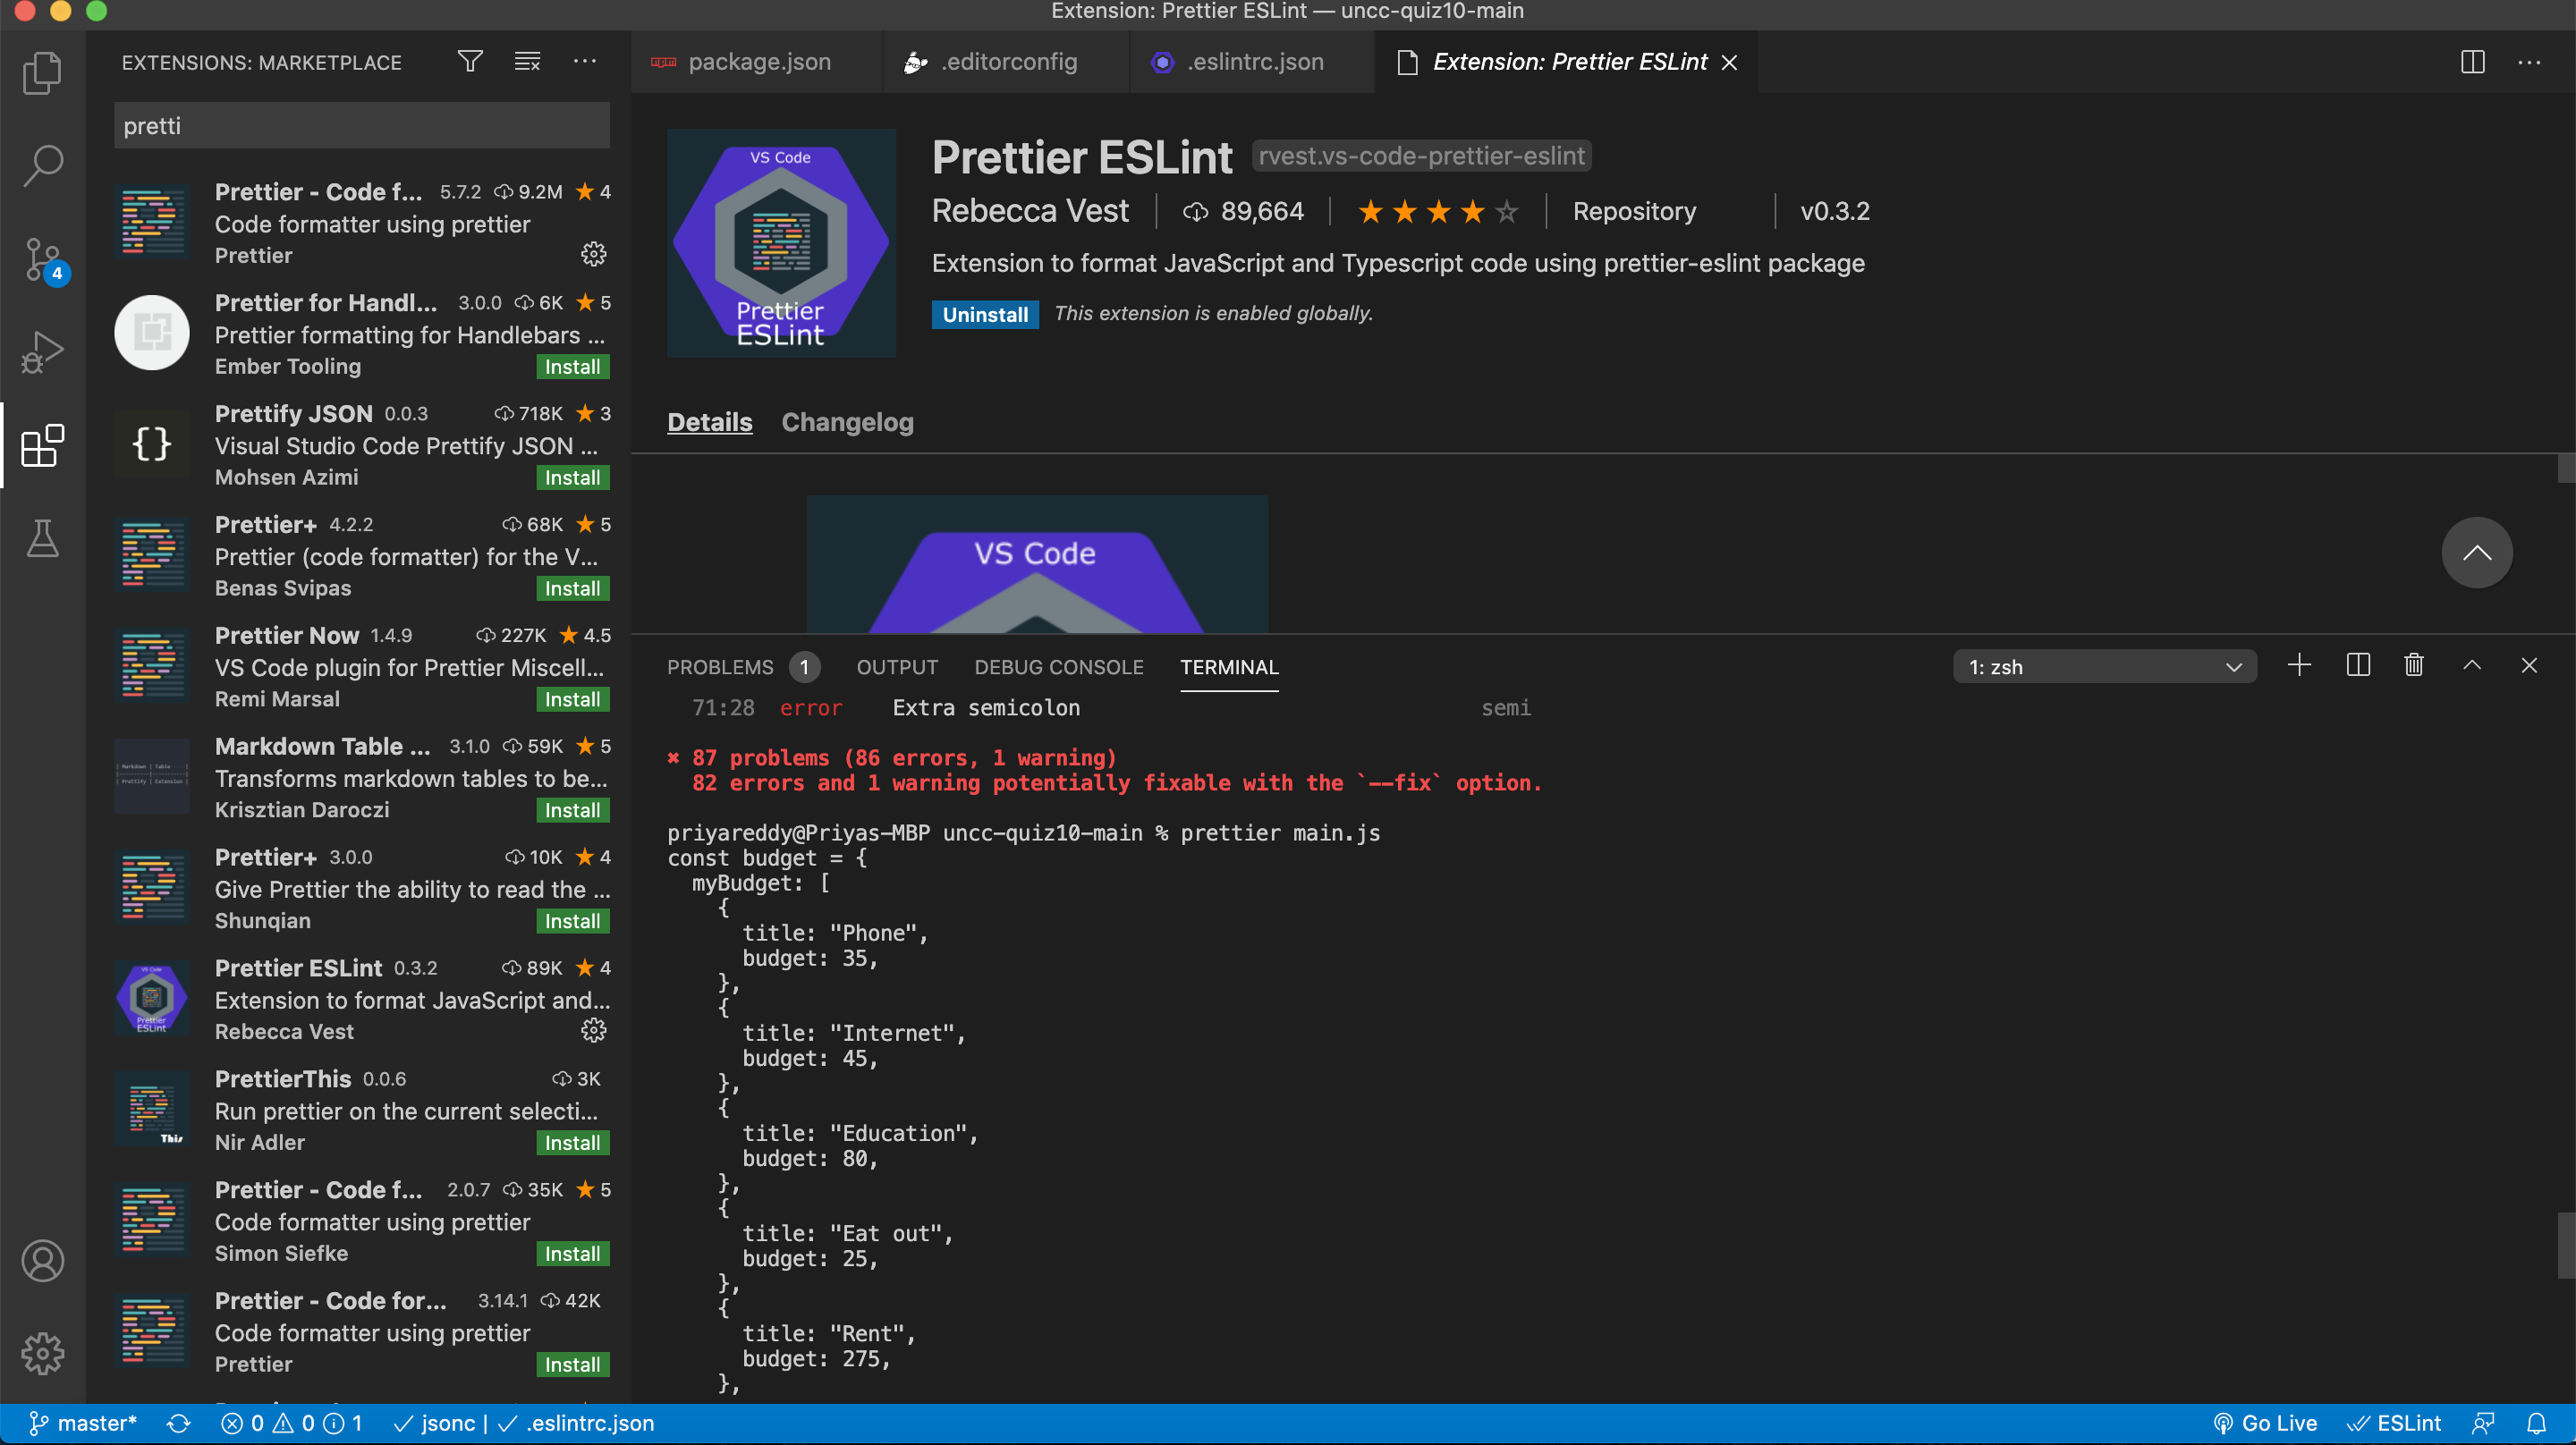 Extension: Prettier ESLint — uncc-quiz10-main
EXTENSIONS: MARKETPLACE
package.json
.editorconfig
.eslintrc.json
Extension: Prettier ESLint
pretti
Prettier - Code f... 5.7.2 9.2M 4
Code formatter using prettier
Prettier
Prettier for Handl... 3.0.0 6K 5
Prettier formatting for Handlebars ...
Ember Tooling Install
Prettify JSON 0.0.3 718K 3
Visual Studio Code Prettify JSON ...
Mohsen Azimi Install
Prettier+ 4.2.2 68K 5
Prettier (code formatter) for the V...
Benas Svipas Install
Prettier Now 1.4.9 227K 4.5
VS Code plugin for Prettier Miscell...
Remi Marsal Install
Markdown Table ... 3.1.0 59K 5
Transforms markdown tables to be...
Krisztian Daroczi Install
Prettier+ 3.0.0 10K 4
Give Prettier the ability to read the ...
Shunqian Install
Prettier ESLint 0.3.2 89K 4
Extension to format JavaScript and...
Rebecca Vest
PrettierThis 0.0.6 3K
Run prettier on the current selecti...
Nir Adler Install
Prettier - Code f... 2.0.7 35K 5
Code formatter using prettier
Simon Siefke Install
Prettier - Code for... 3.14.1 42K
Code formatter using prettier
Prettier Install
{}
Markdown | Table
Prettify | Extension
VS Code
Prettier
ESLint
This
4
VS Code
Prettier
ESLint
Prettier ESLint rvest.vs-code-prettier-eslint
Rebecca Vest 89,664 Repository v0.3.2
Extension to format JavaScript and Typescript code using prettier-eslint package
Uninstall This extension is enabled globally.
Details Changelog
VS Code
PROBLEMS 1 OUTPUT DEBUG CONSOLE TERMINAL 1: zsh
71:28 error Extra semicolon semi
✖ 87 problems (86 errors, 1 warning)
82 errors and 1 warning potentially fixable with the `--fix` option.
priyareddy@Priyas-MBP uncc-quiz10-main % prettier main.js
const budget = {
myBudget: [
{
title: "Phone",
budget: 35,
},
{
title: "Internet",
budget: 45,
},
{
title: "Education",
budget: 80,
},
{
title: "Eat out",
budget: 25,
},
{
title: "Rent",
budget: 275,
},
master* 0 0 1 ✓ jsonc | ✓ .eslintrc.json Go Live ESLint